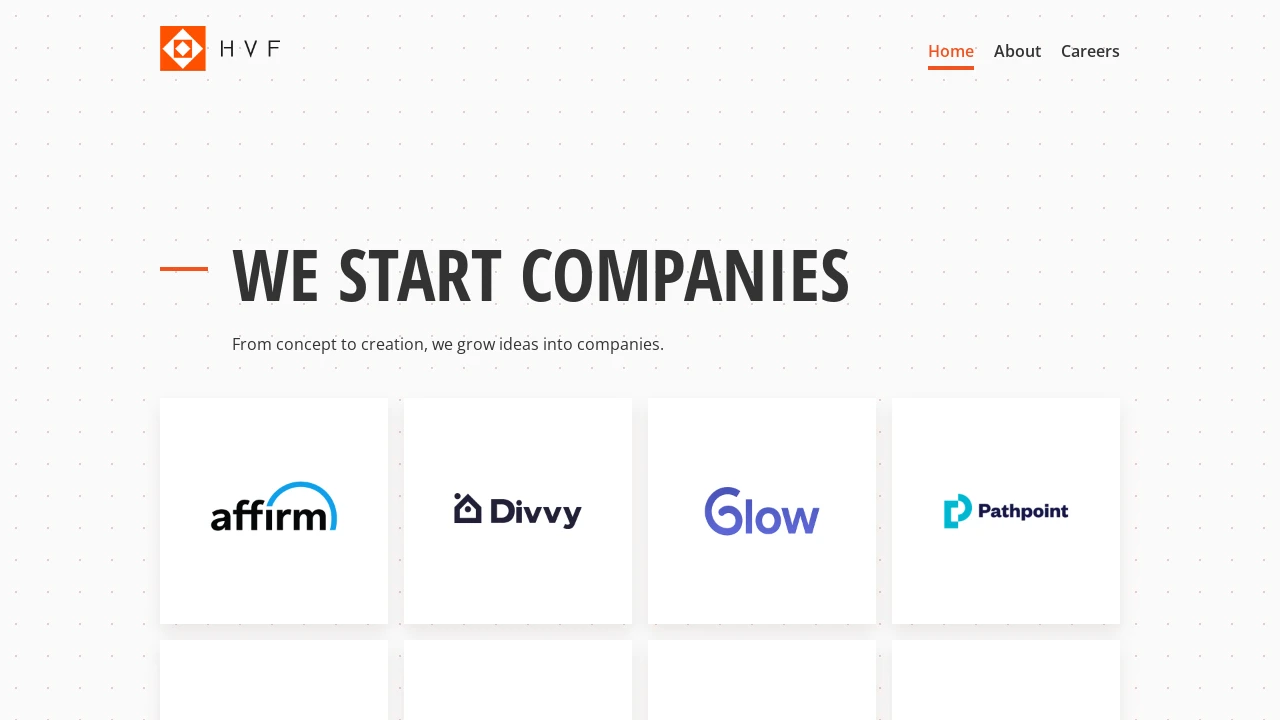 HVF
Home About Careers
WE START COMPANIES
From concept to creation, we grow ideas into companies.
affirm
Divvy
Glow
Pathpoint